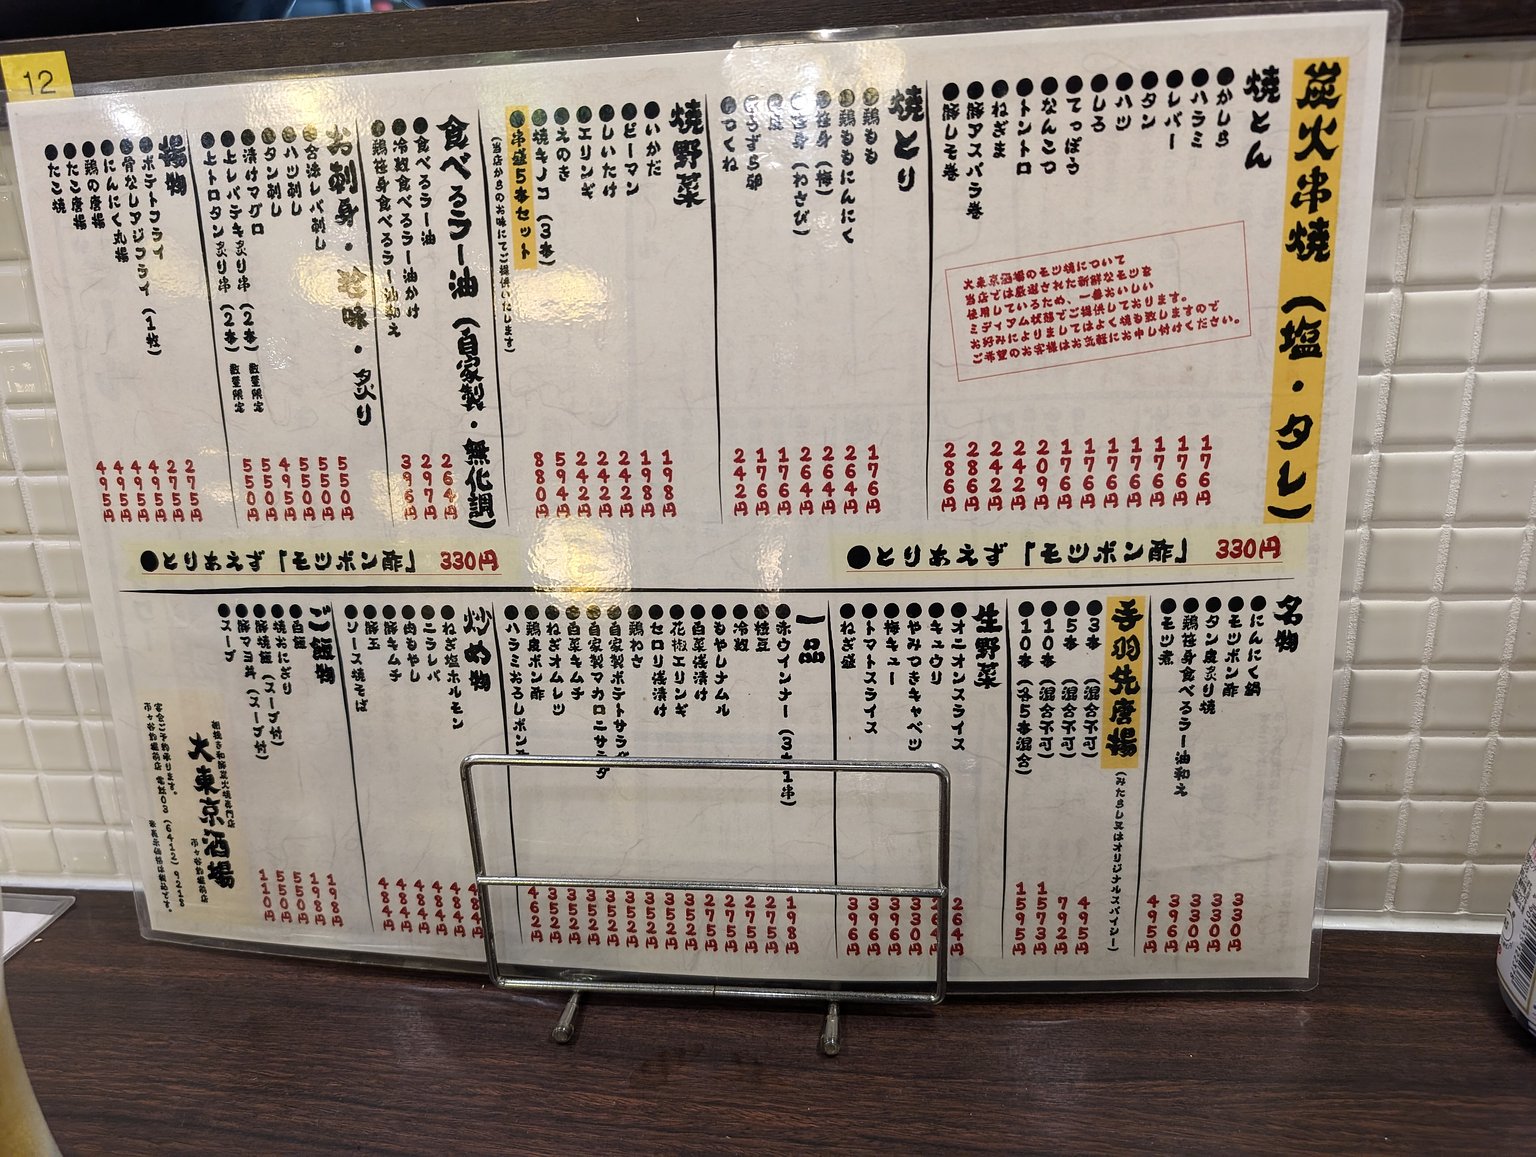 12
炭火串焼（塩・タレ）
焼とん
●かしら 176円
●ハラミ 176円
●レバー 176円
●タン 176円
●ハツ 176円
●しろ 176円
●てっぽう 176円
●なんこつ 209円
●トントロ 242円
●ねぎま 242円
●豚アスパラ巻 286円
●豚しそ巻 286円
大東京酒場のモツ焼について
当店では厳選された新鮮なモツを
使用しているため、一番おいしい
ミディアム状態でご提供しております。
お好みによりましてはよく焼も致しますので
ご希望のお客様はお気軽にお申し付けください。
焼とり
●鶏もも 176円
●鶏ももにんにく 264円
●笹身（梅） 264円
●笹身（わさび） 264円
176円
●うずら卵 176円
●つくね 242円
焼野菜
●いかだ 198円
●ピーマン 198円
●しいたけ 242円
●エリンギ 242円
●えのき 242円
●焼キノコ（3本） 594円
●串盛5本セット 880円
（当店からのお味にてご提供いたします）
食べるラー油（自家製・無化調）
●食べるラー油 264円
●冷奴食べるラー油かけ 297円
●鶏笹身食べるラー油和え 396円
お刺身・珍味・炙り
●合法レバ刺し 550円
●ハツ刺し 550円
●タン刺し 550円
●漬けマグロ 495円
●上レバテキ炙り串（2本）数量限定 550円
●上トロタン炙り串（2本）数量限定 550円
揚物
●ポテトフライ 275円
●骨なしアジフライ（1枚） 275円
●にんにく丸揚 495円
●鶏の唐揚 495円
●たこ唐揚 495円
●たこ焼 495円
●とりあえず「モツポン酢」 330円
●とりあえず「モツポン酢」 330円
名物
●にんにく鍋 330円
●モツポン酢 330円
●タン皮炙り焼 330円
●鶏笹身食べるラー油和え 396円
●モツ煮 495円
手羽先唐揚（みたらし又はオリジナルスパイシー）
●3本（混合不可） 495円
●5本（混合不可） 792円
●10本（混合不可） 1573円
●10本（各5本混合） 1595円
生野菜
●オニオンスライス 264円
●キュウリ 264円
●やみつきキャベツ 330円
●梅キュー 396円
●トマトスライス 396円
●ねぎ盛 396円
一品
●赤ウインナー（3ケ1串） 198円
●枝豆 275円
●冷奴 275円
●もやしナムル 275円
●白菜浅漬け 275円
●花椒エリンギ 352円
●セロリ浅漬け 352円
●鶏わさ 352円
●自家製ポテトサラダ 352円
●自家製マカロニサラダ 352円
●白菜キムチ 352円
●ねぎオムレツ 352円
●鶏皮ポン酢 352円
●ハラミおろしポン 462円
炒め物
●ねぎ塩ホルモン 484円
●ニラレバ 484円
●肉もやし 484円
●豚キムチ 484円
●豚玉 484円
●ソース焼そば 484円
ご飯物
●白飯 198円
●焼おにぎり 198円
●豚焼飯（スープ付） 550円
●豚マヨ丼（スープ付） 550円
●スープ 110円
大東京酒場